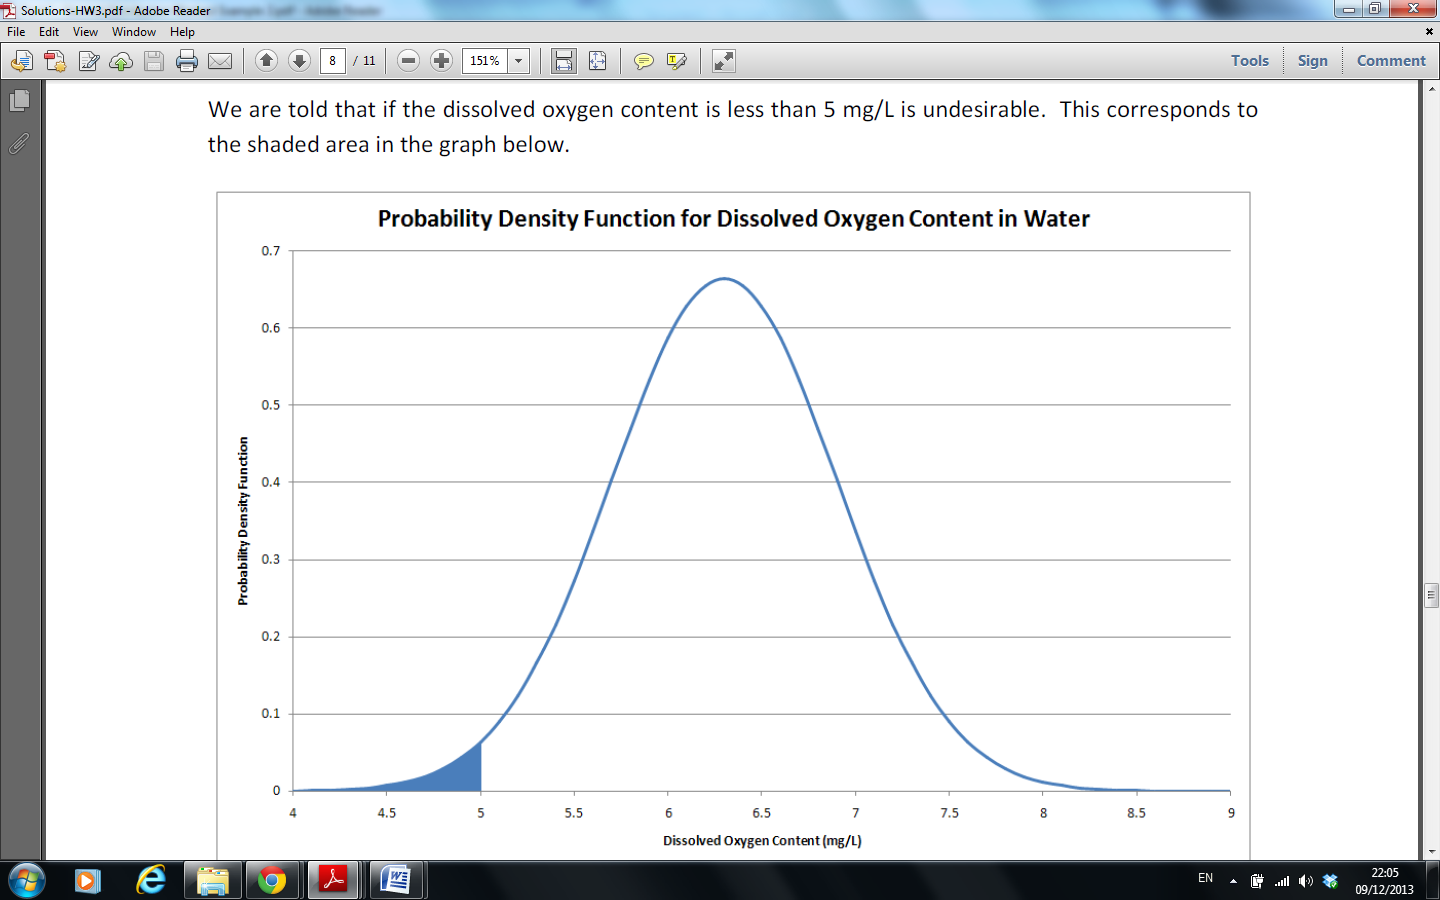 Solutions-HW3.pdf - Adobe Reader
File Edit View Window Help
8 / 11 151% Tools Sign Comment
We are told that if the dissolved oxygen content is less than 5 mg/L is undesirable. This corresponds to
the shaded area in the graph below.
Probability Density Function for Dissolved Oxygen Content in Water
0.7
0.6
0.5
0.4
0.3
0.2
0.1
0
Probability Density Function
4 4.5 5 5.5 6 6.5 7 7.5 8 8.5 9
Dissolved Oxygen Content (mg/L)
EN
22:05
09/12/2013